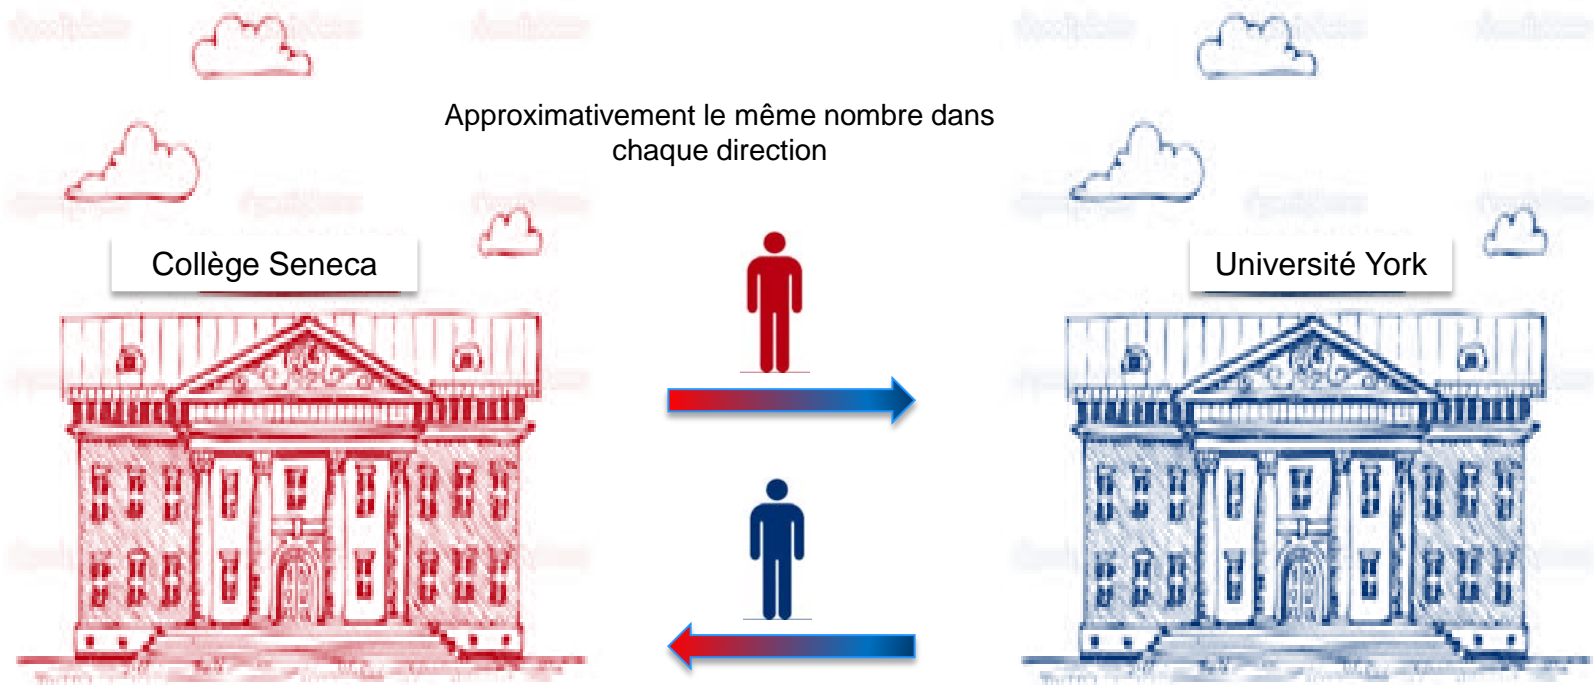 Approximativement le même nombre dans
chaque direction
Collège Seneca
Université York